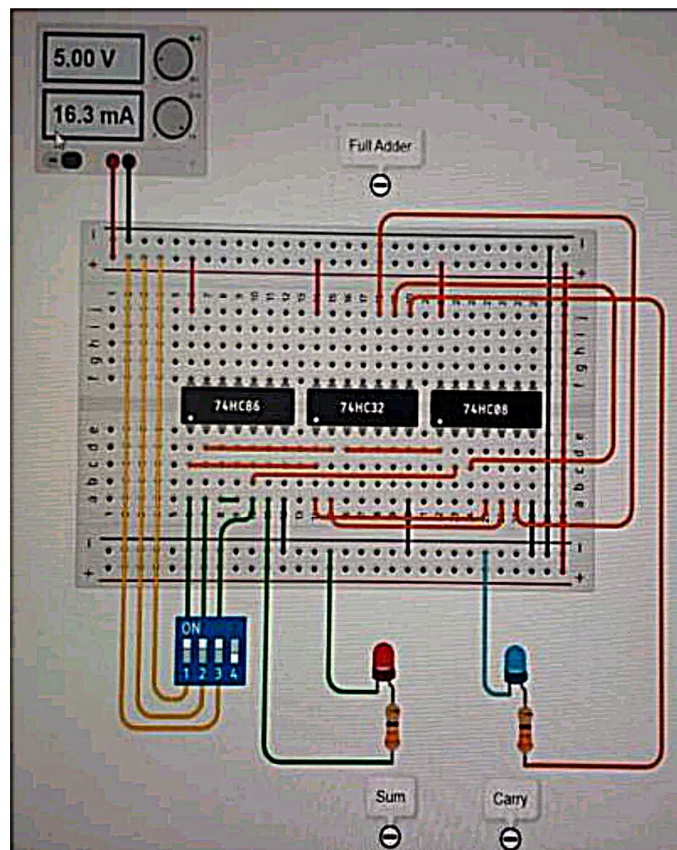 5.00 V
16.3 mA
Full Adder
74HC86
74HC32
74HC08
ON
1 2 3 4
Sum
Carry